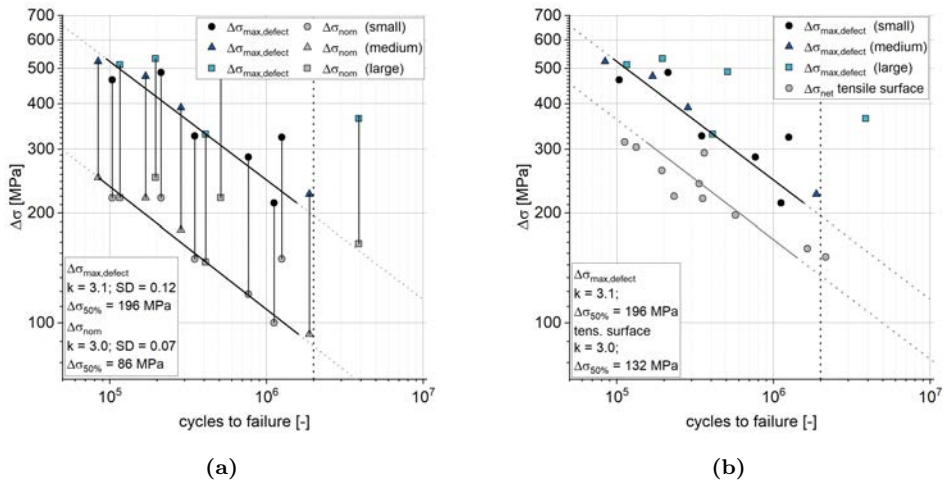 700
600
500
400
300
200
100
Δσ [MPa]
Δσmax,defect Δσnom (small)
Δσmax,defect Δσnom (medium)
Δσmax,defect Δσnom (large)
Δσmax,defect
k = 3.1; SD = 0.12
Δσ50% = 196 MPa
Δσnom
k = 3.0; SD = 0.07
Δσ50% = 86 MPa
10^5 10^6 10^7
cycles to failure [-]
(a)
700
600
500
400
300
200
100
Δσ [MPa]
Δσmax,defect (small)
Δσmax,defect (medium)
Δσmax,defect (large)
Δσnet tensile surface
Δσmax,defect
k = 3.1;
Δσ50% = 196 MPa
tens. surface
k = 3.0;
Δσ50% = 132 MPa
10^5 10^6 10^7
cycles to failure [-]
(b)